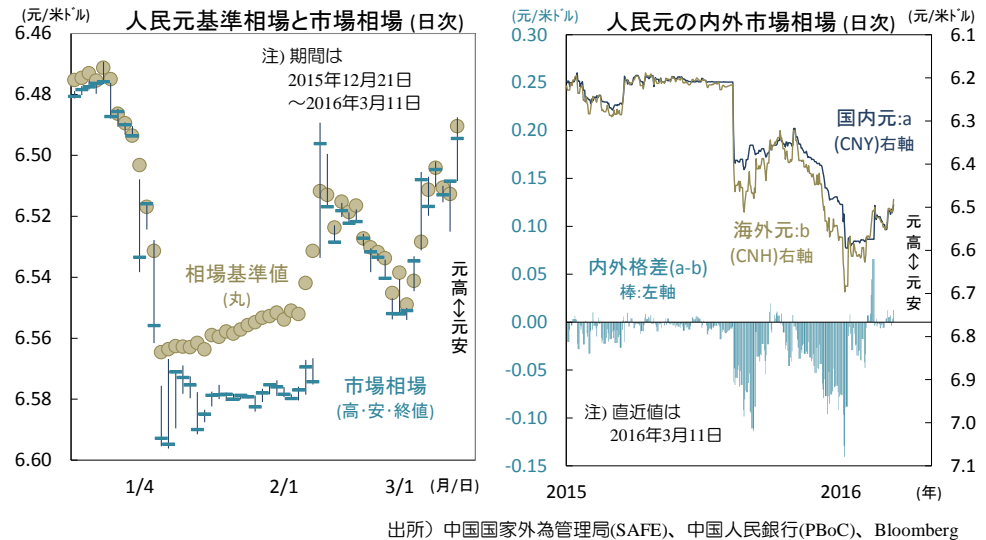 (元/米ﾄﾞﾙ)
人民元基準相場と市場相場 (日次)
6.46
6.48
6.50
6.52
6.54
6.56
6.58
6.60
注) 期間は
2015年12月21日
～2016年3月11日
相場基準値
(丸)
市場相場
(高･安･終値)
元高↔元安
1/4
2/1
3/1
(月/日)
(元/米ﾄﾞﾙ)
人民元の内外市場相場 (日次)
(元/米ﾄﾞﾙ)
0.30
0.25
0.20
0.15
0.10
0.05
0.00
-0.05
-0.10
-0.15
6.1
6.2
6.3
6.4
6.5
6.6
6.7
6.8
6.9
7.0
7.1
国内元:a
(CNY)右軸
海外元:b
(CNH)右軸
内外格差(a-b)
棒:左軸
元高↔元安
注) 直近値は
2016年3月11日
2015
2016
(年)
出所）中国国家外為管理局(SAFE)、中国人民銀行(PBoC)、Bloomberg